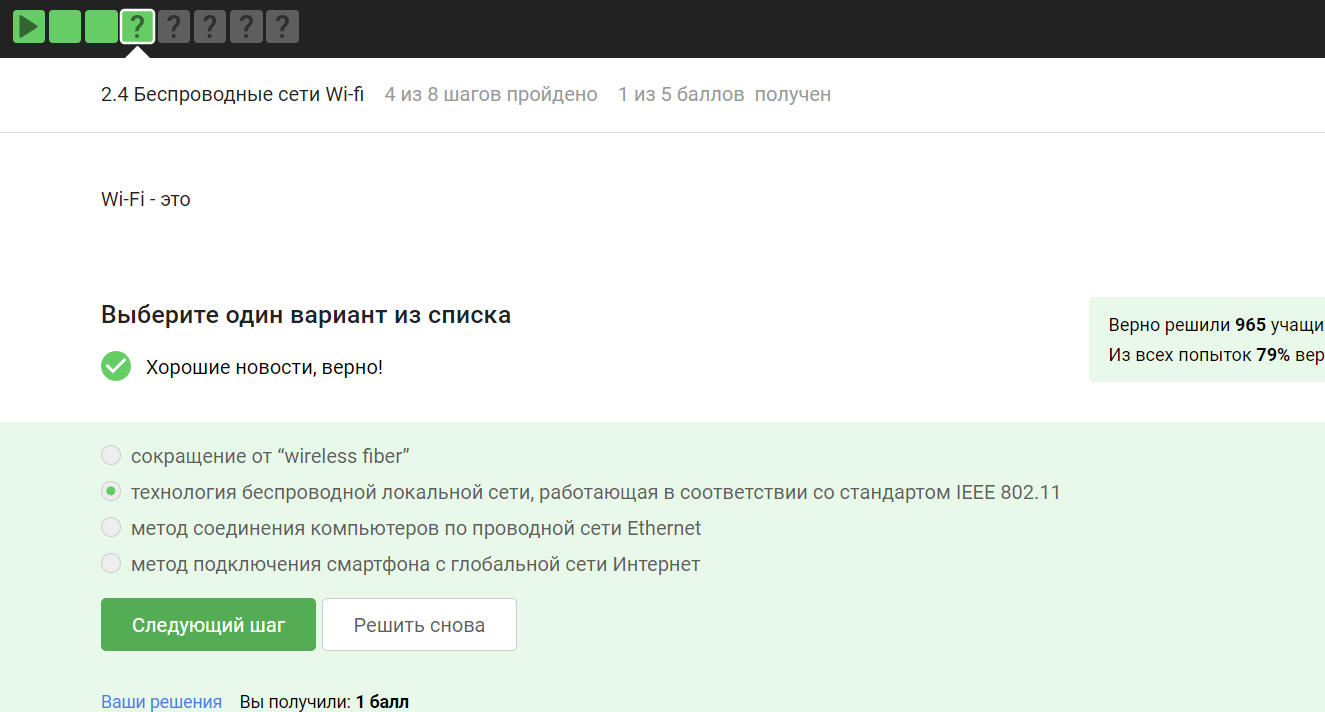 ? ? ? ? ?
2.4 Беспроводные сети Wi-fi 4 из 8 шагов пройдено 1 из 5 баллов получен
Wi-Fi - это
Выберите один вариант из списка
Верно решили 965 учащи
Из всех попыток 79% вер
Хорошие новости, верно!
сокращение от “wireless fiber”
технология беспроводной локальной сети, работающая в соответствии со стандартом IEEE 802.11
метод соединения компьютеров по проводной сети Ethernet
метод подключения смартфона с глобальной сети Интернет
Следующий шаг Решить снова
Ваши решения Вы получили: 1 балл